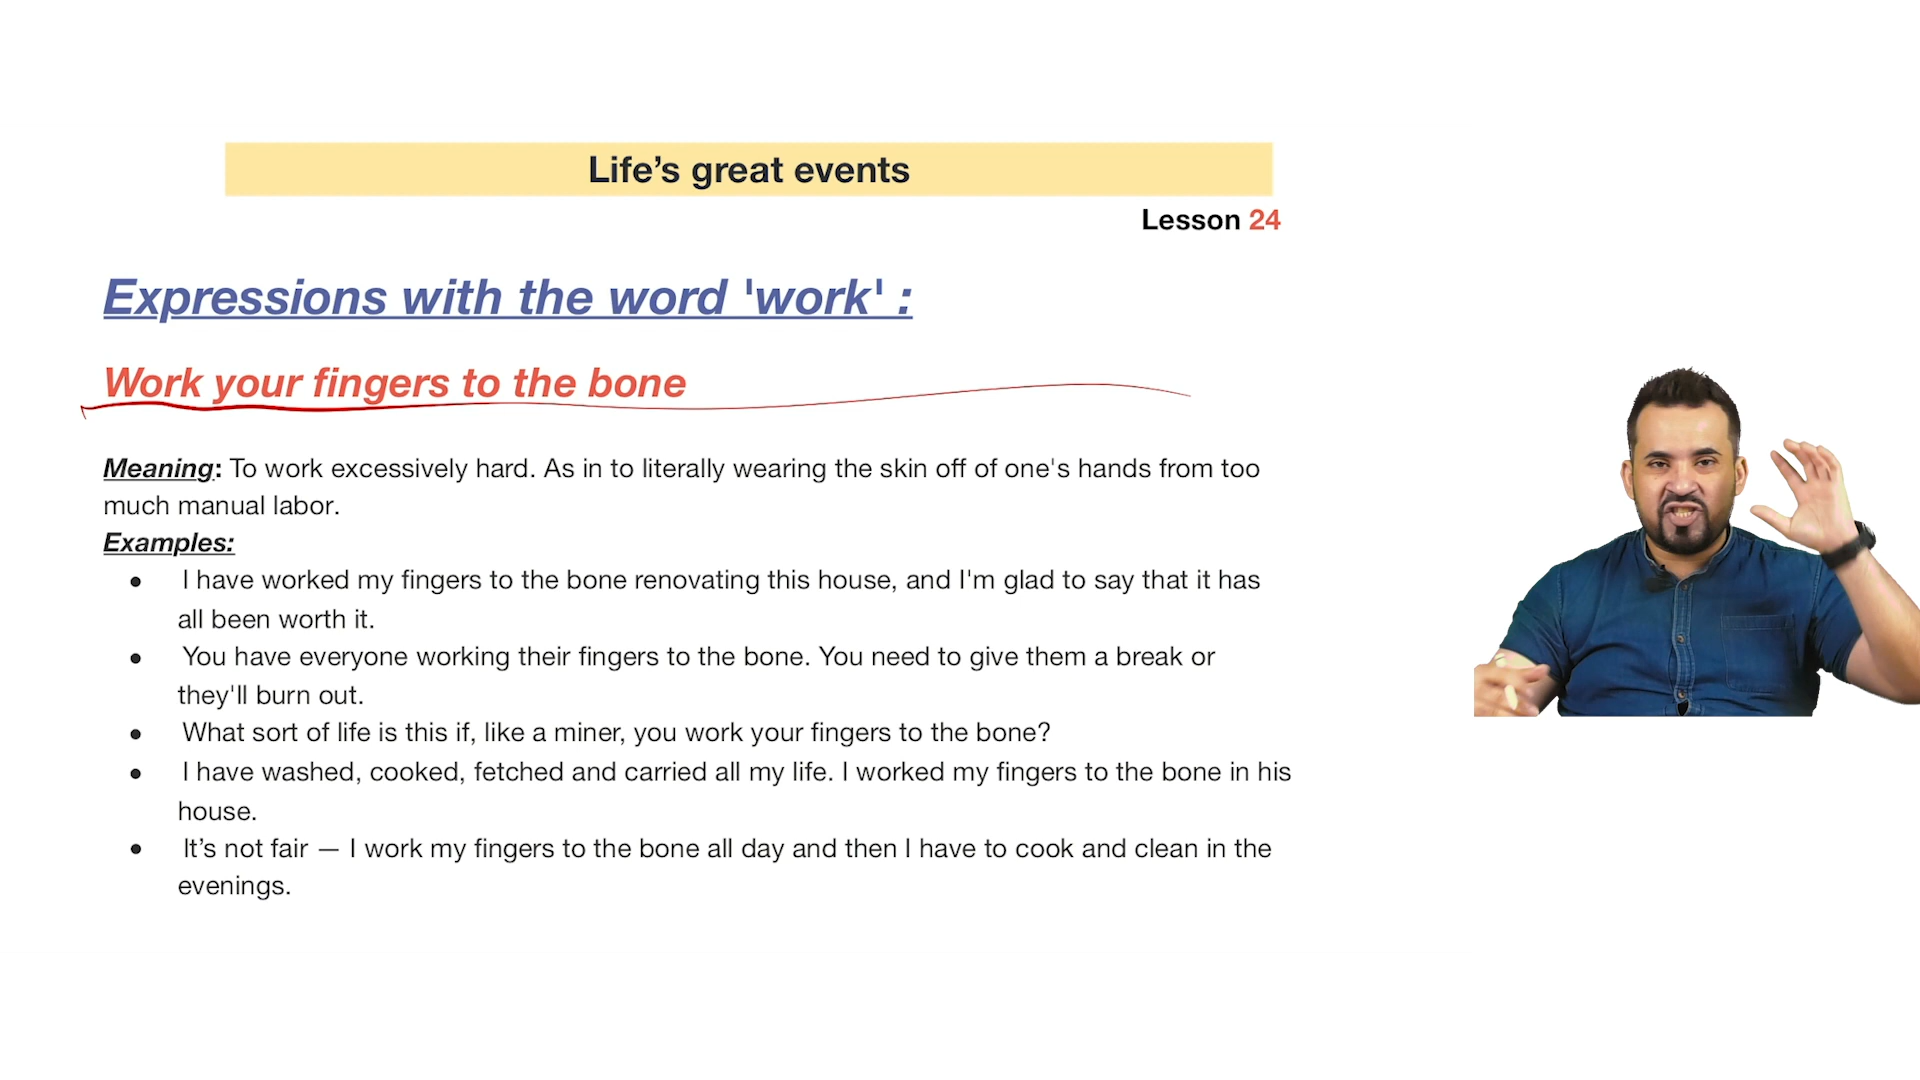 Life’s great events
Lesson 24
Expressions with the word 'work' :
Work your fingers to the bone
Meaning: To work excessively hard. As in to literally wearing the skin off of one's hands from too
much manual labor.
Examples:
● I have worked my fingers to the bone renovating this house, and I'm glad to say that it has
all been worth it.
● You have everyone working their fingers to the bone. You need to give them a break or
they'll burn out.
● What sort of life is this if, like a miner, you work your fingers to the bone?
● I have washed, cooked, fetched and carried all my life. I worked my fingers to the bone in his
house.
● It’s not fair — I work my fingers to the bone all day and then I have to cook and clean in the
evenings.